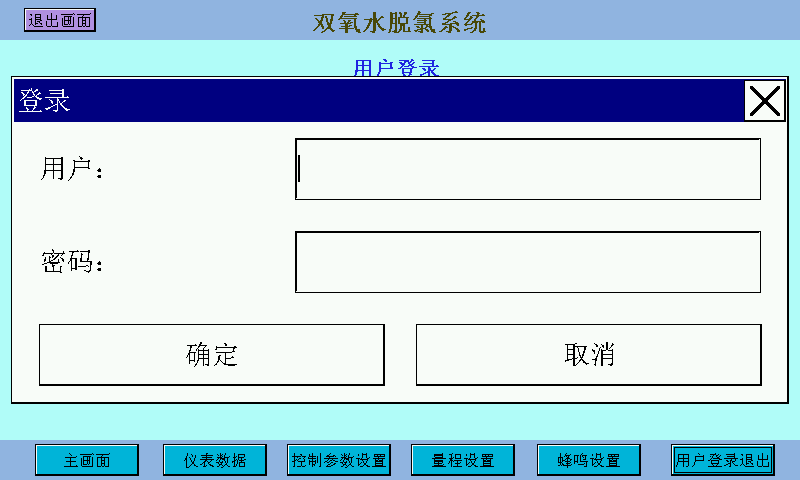 退出画面
双氧水脱氯系统
用户登录
登录
用户：
密码：
确定
取消
主画面
仪表数据
控制参数设置
量程设置
蜂鸣设置
用户登录退出